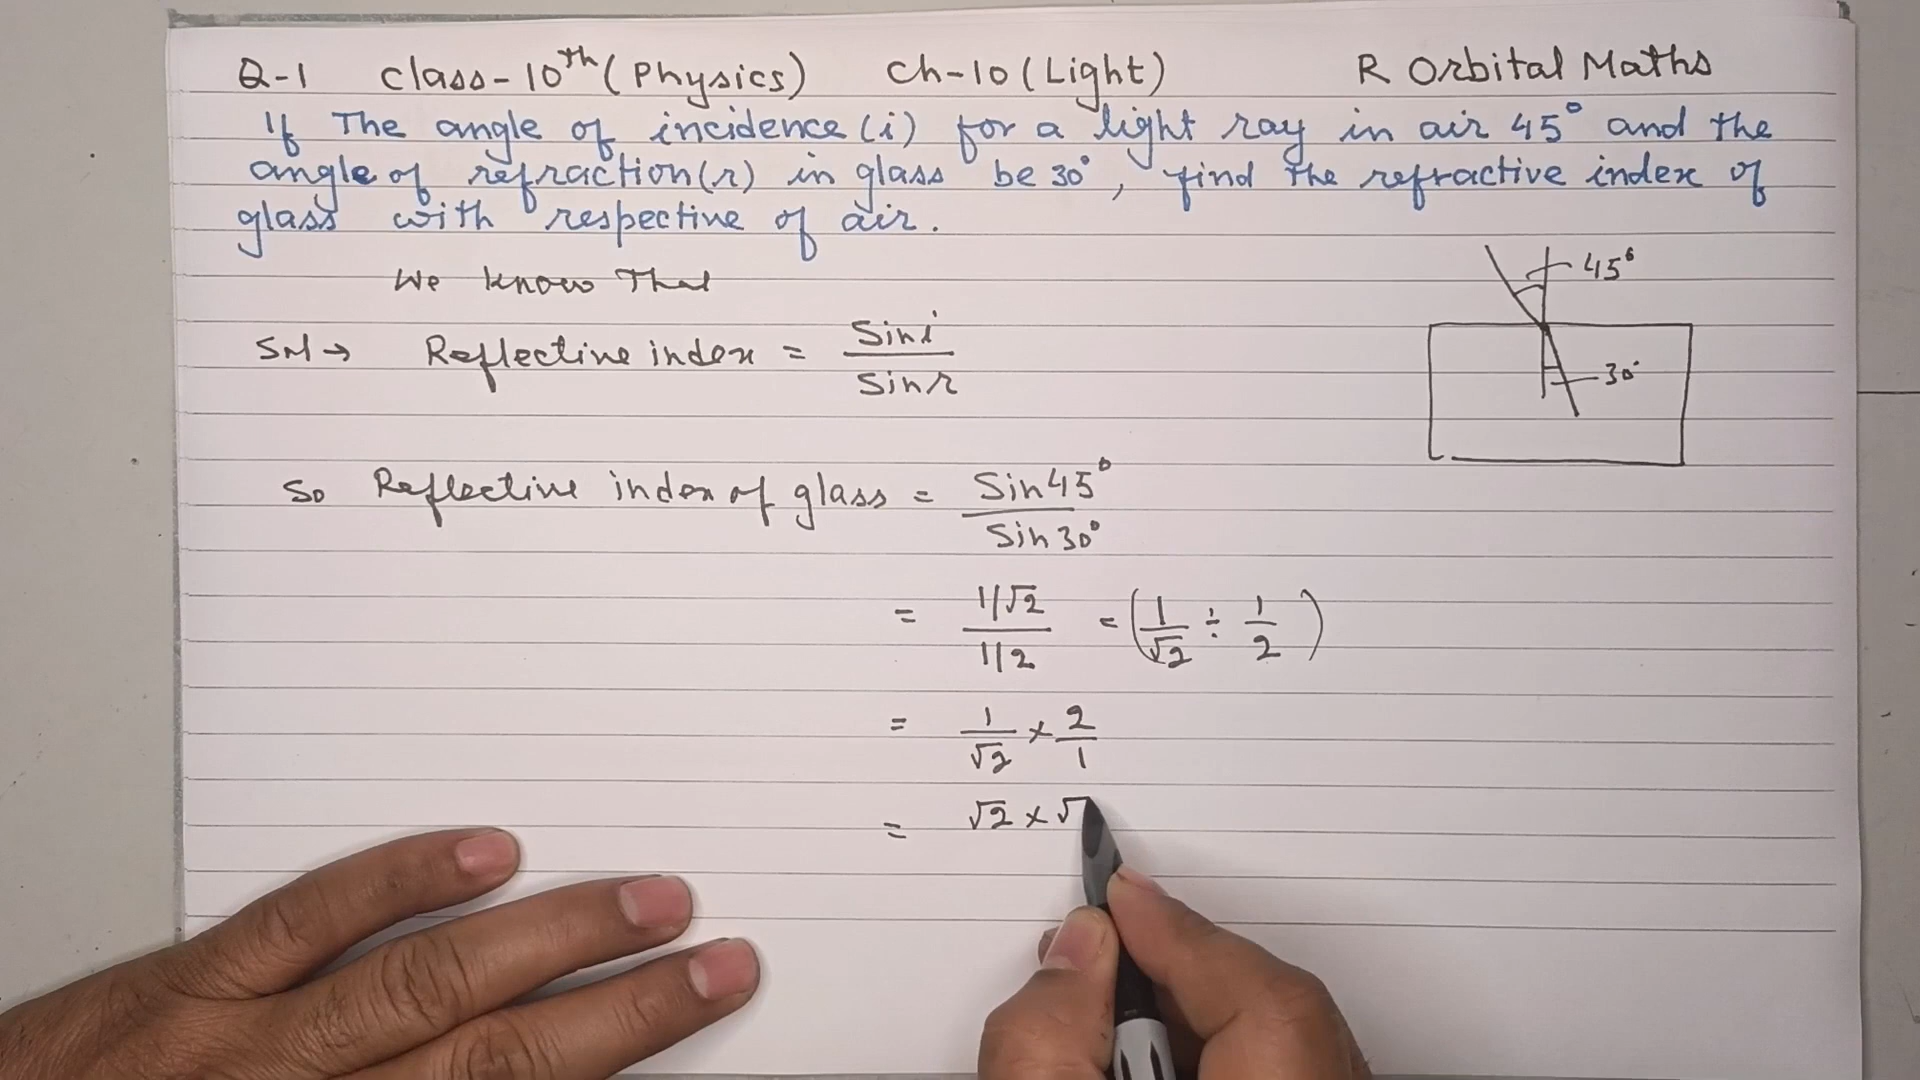 Q-1 Class-10th (Physics) Ch-10 (Light) R Orbital Maths
If The angle of incidence (i) for a light ray in air 45° and the
angle of refraction (r) in glass be 30°, find the refractive index of
glass with respective of air.
We know That
Sol → Reflective index = Sin i / Sin r
45°
30°
So Reflective index of glass = Sin 45° / Sin 30°
= 1/√2 / 1/2 = (1/√2 ÷ 1/2)
= 1/√2 × 2/1
= √2 × √